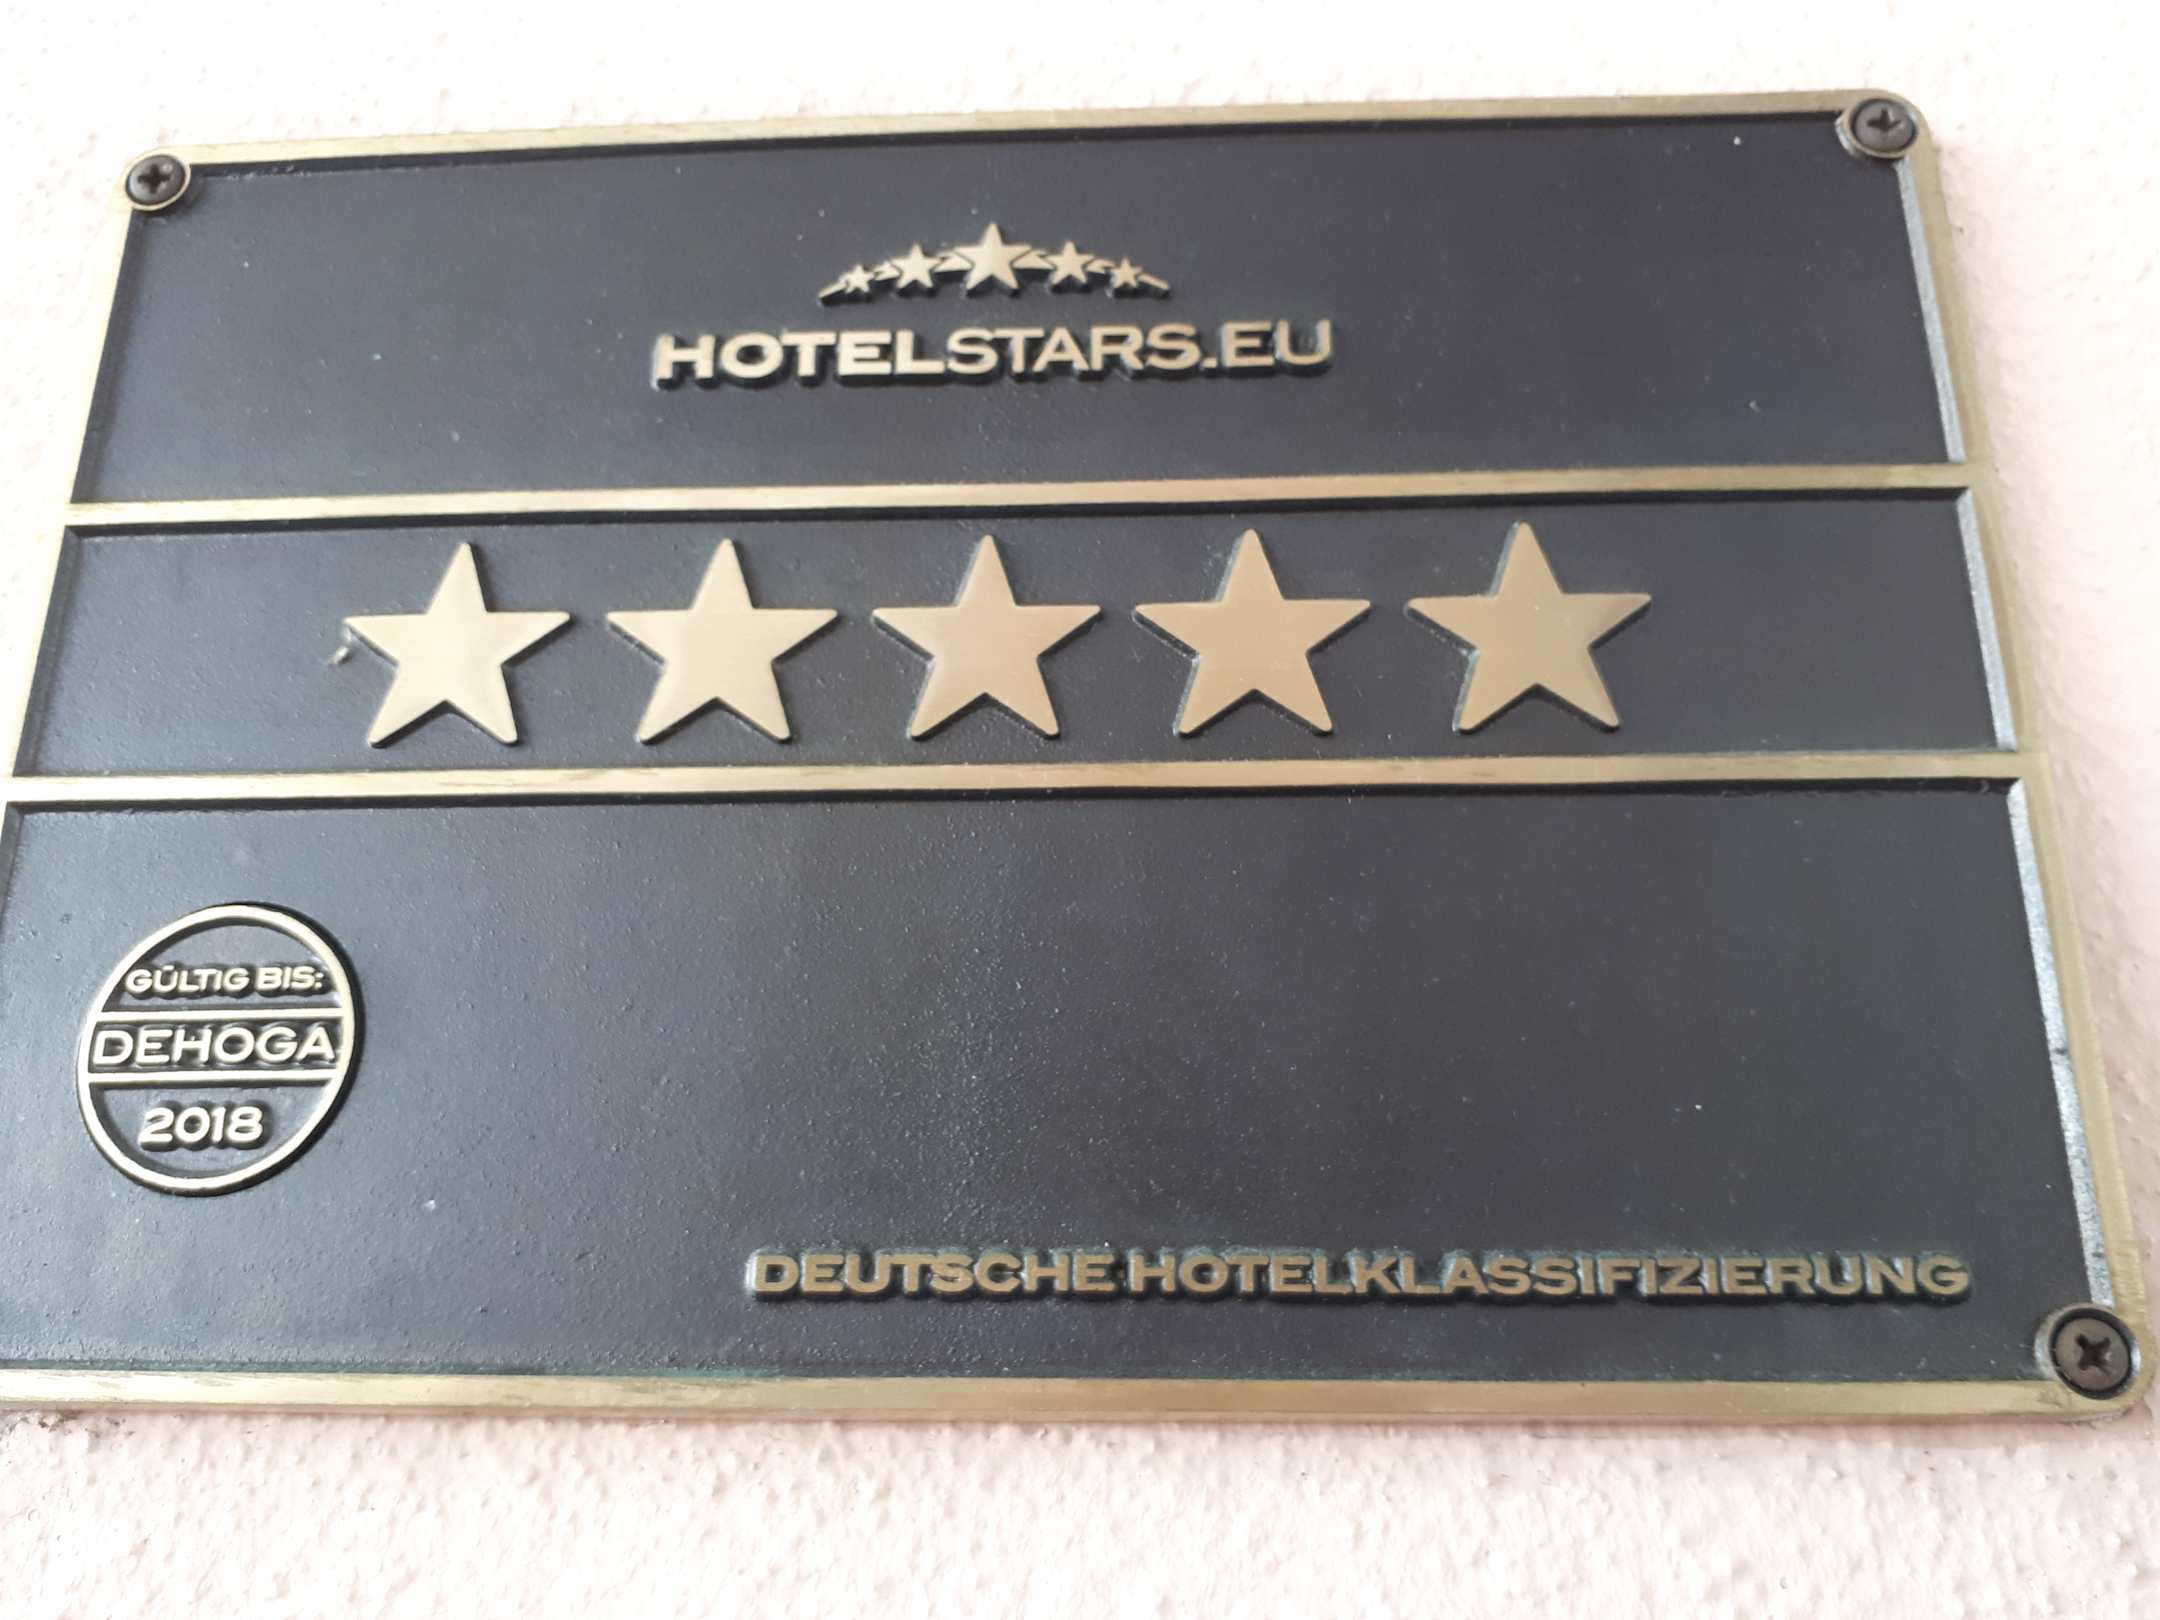 HOTELSTARS.EU
GÜLTIG BIS:
DEHOGA
2018
DEUTSCHE HOTELKLASSIFIZIERUNG